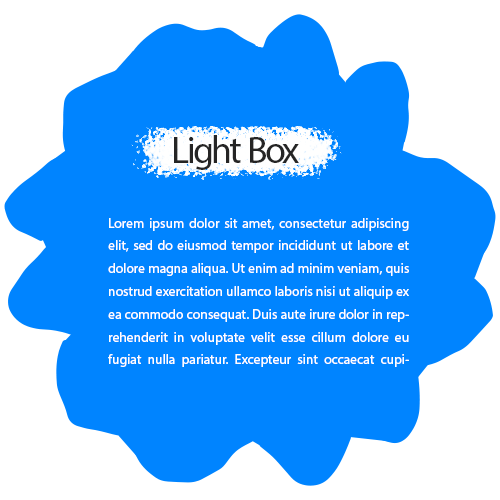 Light Box
Lorem ipsum dolor sit amet, consectetur adipiscing
elit, sed do eiusmod tempor incididunt ut labore et
dolore magna aliqua. Ut enim ad minim veniam, quis
nostrud exercitation ullamco laboris nisi ut aliquip ex
ea commodo consequat. Duis aute irure dolor in rep-
rehenderit in voluptate velit esse cillum dolore eu
fugiat nulla pariatur. Excepteur sint occaecat cupi-